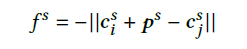 $f^s = -||c_i^s + p^s - c_j^s||$